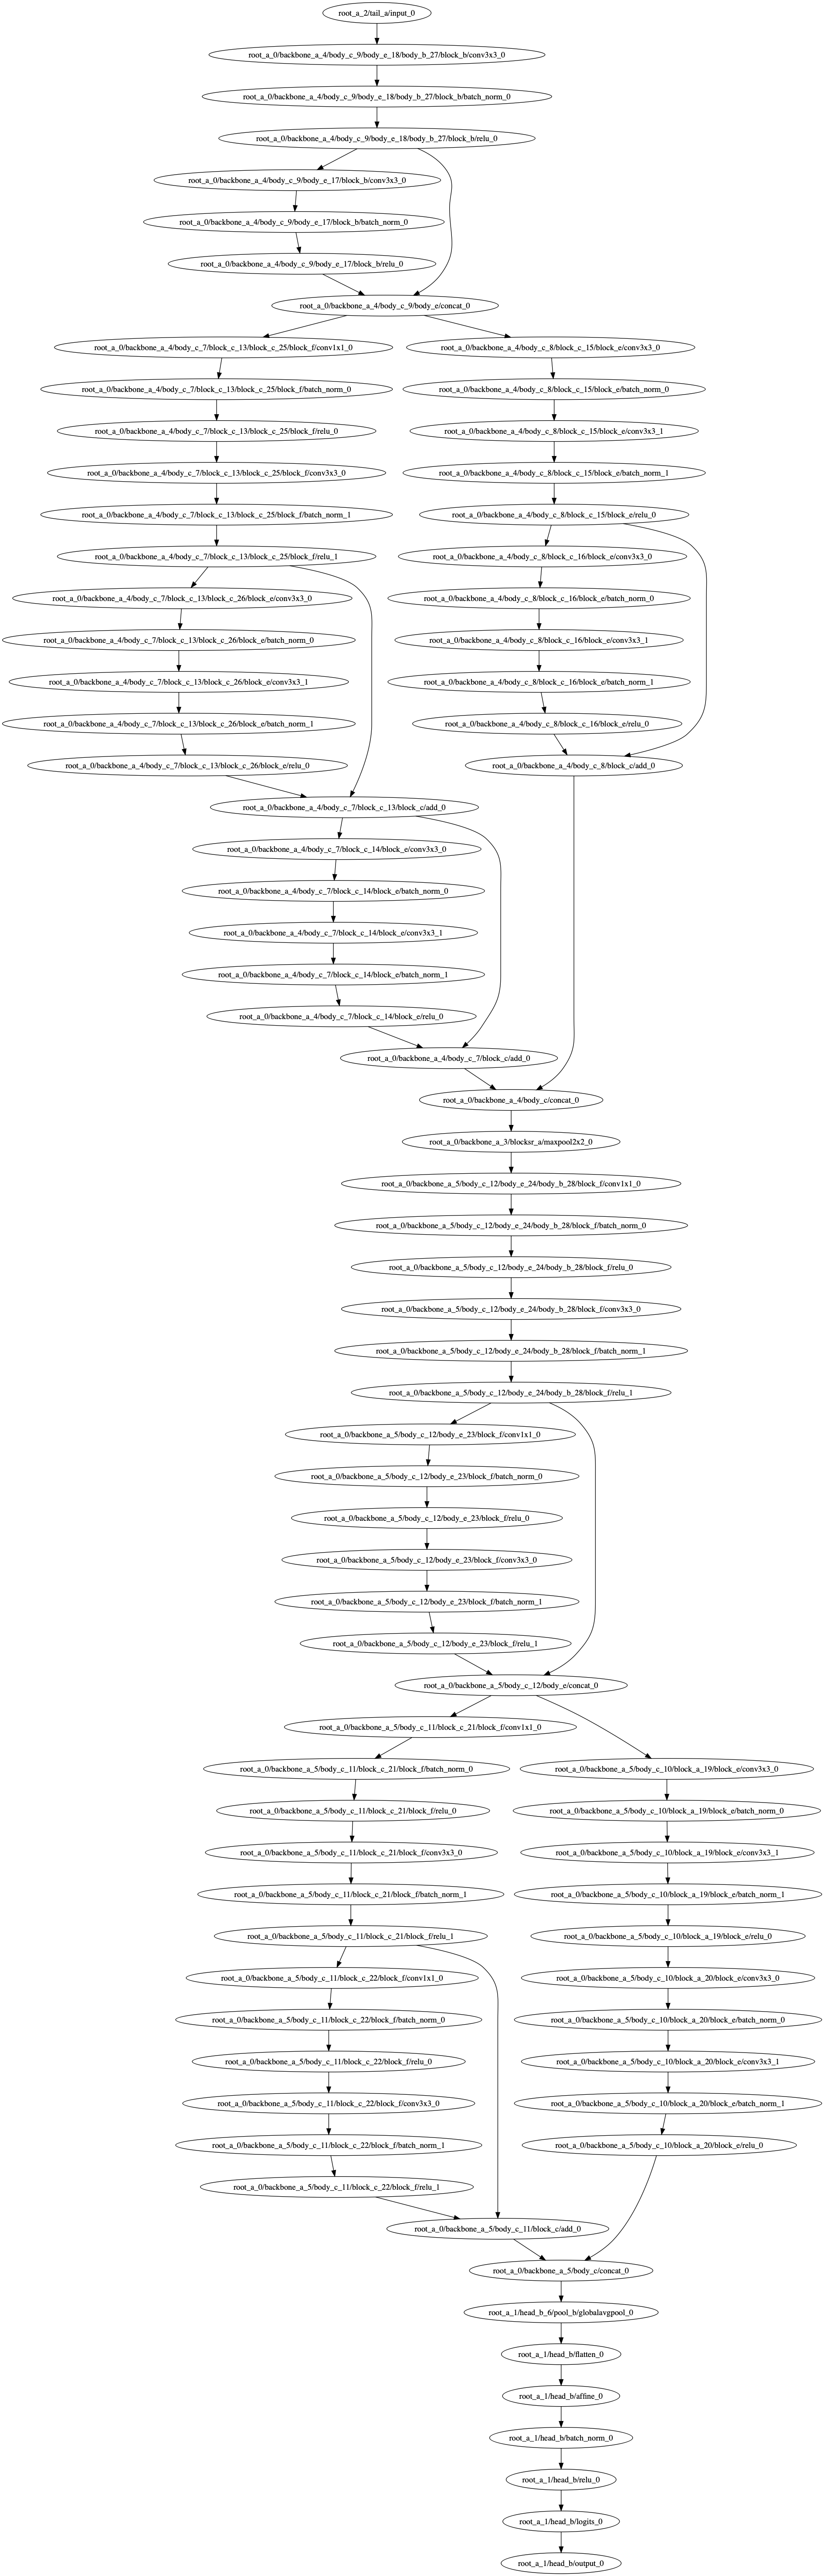 root_a_2/tail_a/input_0
root_a_0/backbone_a_4/body_c_9/body_e_18/body_b_27/block_b/conv3x3_0
root_a_0/backbone_a_4/body_c_9/body_e_18/body_b_27/block_b/batch_norm_0
root_a_0/backbone_a_4/body_c_9/body_e_18/body_b_27/block_b/relu_0
root_a_0/backbone_a_4/body_c_9/body_e_17/block_b/conv3x3_0
root_a_0/backbone_a_4/body_c_9/body_e_17/block_b/batch_norm_0
root_a_0/backbone_a_4/body_c_9/body_e_17/block_b/relu_0
root_a_0/backbone_a_4/body_c_9/body_e/concat_0
root_a_0/backbone_a_4/body_c_7/block_c_13/block_c_25/block_f/conv1x1_0
root_a_0/backbone_a_4/body_c_8/block_c_15/block_e/conv3x3_0
root_a_0/backbone_a_4/body_c_7/block_c_13/block_c_25/block_f/batch_norm_0
root_a_0/backbone_a_4/body_c_8/block_c_15/block_e/batch_norm_0
root_a_0/backbone_a_4/body_c_7/block_c_13/block_c_25/block_f/relu_0
root_a_0/backbone_a_4/body_c_8/block_c_15/block_e/conv3x3_1
root_a_0/backbone_a_4/body_c_7/block_c_13/block_c_25/block_f/conv3x3_0
root_a_0/backbone_a_4/body_c_8/block_c_15/block_e/batch_norm_1
root_a_0/backbone_a_4/body_c_7/block_c_13/block_c_25/block_f/batch_norm_1
root_a_0/backbone_a_4/body_c_8/block_c_15/block_e/relu_0
root_a_0/backbone_a_4/body_c_7/block_c_13/block_c_25/block_f/relu_1
root_a_0/backbone_a_4/body_c_8/block_c_16/block_e/conv3x3_0
root_a_0/backbone_a_4/body_c_7/block_c_13/block_c_26/block_e/conv3x3_0
root_a_0/backbone_a_4/body_c_8/block_c_16/block_e/batch_norm_0
root_a_0/backbone_a_4/body_c_7/block_c_13/block_c_26/block_e/batch_norm_0
root_a_0/backbone_a_4/body_c_8/block_c_16/block_e/conv3x3_1
root_a_0/backbone_a_4/body_c_7/block_c_13/block_c_26/block_e/conv3x3_1
root_a_0/backbone_a_4/body_c_8/block_c_16/block_e/batch_norm_1
root_a_0/backbone_a_4/body_c_7/block_c_13/block_c_26/block_e/batch_norm_1
root_a_0/backbone_a_4/body_c_8/block_c_16/block_e/relu_0
root_a_0/backbone_a_4/body_c_7/block_c_13/block_c_26/block_e/relu_0
root_a_0/backbone_a_4/body_c_8/block_c/add_0
root_a_0/backbone_a_4/body_c_7/block_c_13/block_c/add_0
root_a_0/backbone_a_4/body_c_7/block_c_14/block_e/conv3x3_0
root_a_0/backbone_a_4/body_c_7/block_c_14/block_e/batch_norm_0
root_a_0/backbone_a_4/body_c_7/block_c_14/block_e/conv3x3_1
root_a_0/backbone_a_4/body_c_7/block_c_14/block_e/batch_norm_1
root_a_0/backbone_a_4/body_c_7/block_c_14/block_e/relu_0
root_a_0/backbone_a_4/body_c_7/block_c/add_0
root_a_0/backbone_a_4/body_c/concat_0
root_a_0/backbone_a_3/blocksr_a/maxpool2x2_0
root_a_0/backbone_a_5/body_c_12/body_e_24/body_b_28/block_f/conv1x1_0
root_a_0/backbone_a_5/body_c_12/body_e_24/body_b_28/block_f/batch_norm_0
root_a_0/backbone_a_5/body_c_12/body_e_24/body_b_28/block_f/relu_0
root_a_0/backbone_a_5/body_c_12/body_e_24/body_b_28/block_f/conv3x3_0
root_a_0/backbone_a_5/body_c_12/body_e_24/body_b_28/block_f/batch_norm_1
root_a_0/backbone_a_5/body_c_12/body_e_24/body_b_28/block_f/relu_1
root_a_0/backbone_a_5/body_c_12/body_e_23/block_f/conv1x1_0
root_a_0/backbone_a_5/body_c_12/body_e_23/block_f/batch_norm_0
root_a_0/backbone_a_5/body_c_12/body_e_23/block_f/relu_0
root_a_0/backbone_a_5/body_c_12/body_e_23/block_f/conv3x3_0
root_a_0/backbone_a_5/body_c_12/body_e_23/block_f/batch_norm_1
root_a_0/backbone_a_5/body_c_12/body_e_23/block_f/relu_1
root_a_0/backbone_a_5/body_c_12/body_e/concat_0
root_a_0/backbone_a_5/body_c_11/block_c_21/block_f/conv1x1_0
root_a_0/backbone_a_5/body_c_11/block_c_21/block_f/batch_norm_0
root_a_0/backbone_a_5/body_c_10/block_a_19/block_e/conv3x3_0
root_a_0/backbone_a_5/body_c_11/block_c_21/block_f/relu_0
root_a_0/backbone_a_5/body_c_10/block_a_19/block_e/batch_norm_0
root_a_0/backbone_a_5/body_c_11/block_c_21/block_f/conv3x3_0
root_a_0/backbone_a_5/body_c_10/block_a_19/block_e/conv3x3_1
root_a_0/backbone_a_5/body_c_11/block_c_21/block_f/batch_norm_1
root_a_0/backbone_a_5/body_c_10/block_a_19/block_e/batch_norm_1
root_a_0/backbone_a_5/body_c_11/block_c_21/block_f/relu_1
root_a_0/backbone_a_5/body_c_10/block_a_19/block_e/relu_0
root_a_0/backbone_a_5/body_c_11/block_c_22/block_f/conv1x1_0
root_a_0/backbone_a_5/body_c_10/block_a_20/block_e/conv3x3_0
root_a_0/backbone_a_5/body_c_11/block_c_22/block_f/batch_norm_0
root_a_0/backbone_a_5/body_c_10/block_a_20/block_e/batch_norm_0
root_a_0/backbone_a_5/body_c_11/block_c_22/block_f/relu_0
root_a_0/backbone_a_5/body_c_10/block_a_20/block_e/conv3x3_1
root_a_0/backbone_a_5/body_c_11/block_c_22/block_f/conv3x3_0
root_a_0/backbone_a_5/body_c_10/block_a_20/block_e/batch_norm_1
root_a_0/backbone_a_5/body_c_11/block_c_22/block_f/batch_norm_1
root_a_0/backbone_a_5/body_c_10/block_a_20/block_e/relu_0
root_a_0/backbone_a_5/body_c_11/block_c_22/block_f/relu_1
root_a_0/backbone_a_5/body_c_11/block_c/add_0
root_a_0/backbone_a_5/body_c/concat_0
root_a_1/head_b_6/pool_b/globalavgpool_0
root_a_1/head_b/flatten_0
root_a_1/head_b/affine_0
root_a_1/head_b/batch_norm_0
root_a_1/head_b/relu_0
root_a_1/head_b/logits_0
root_a_1/head_b/output_0